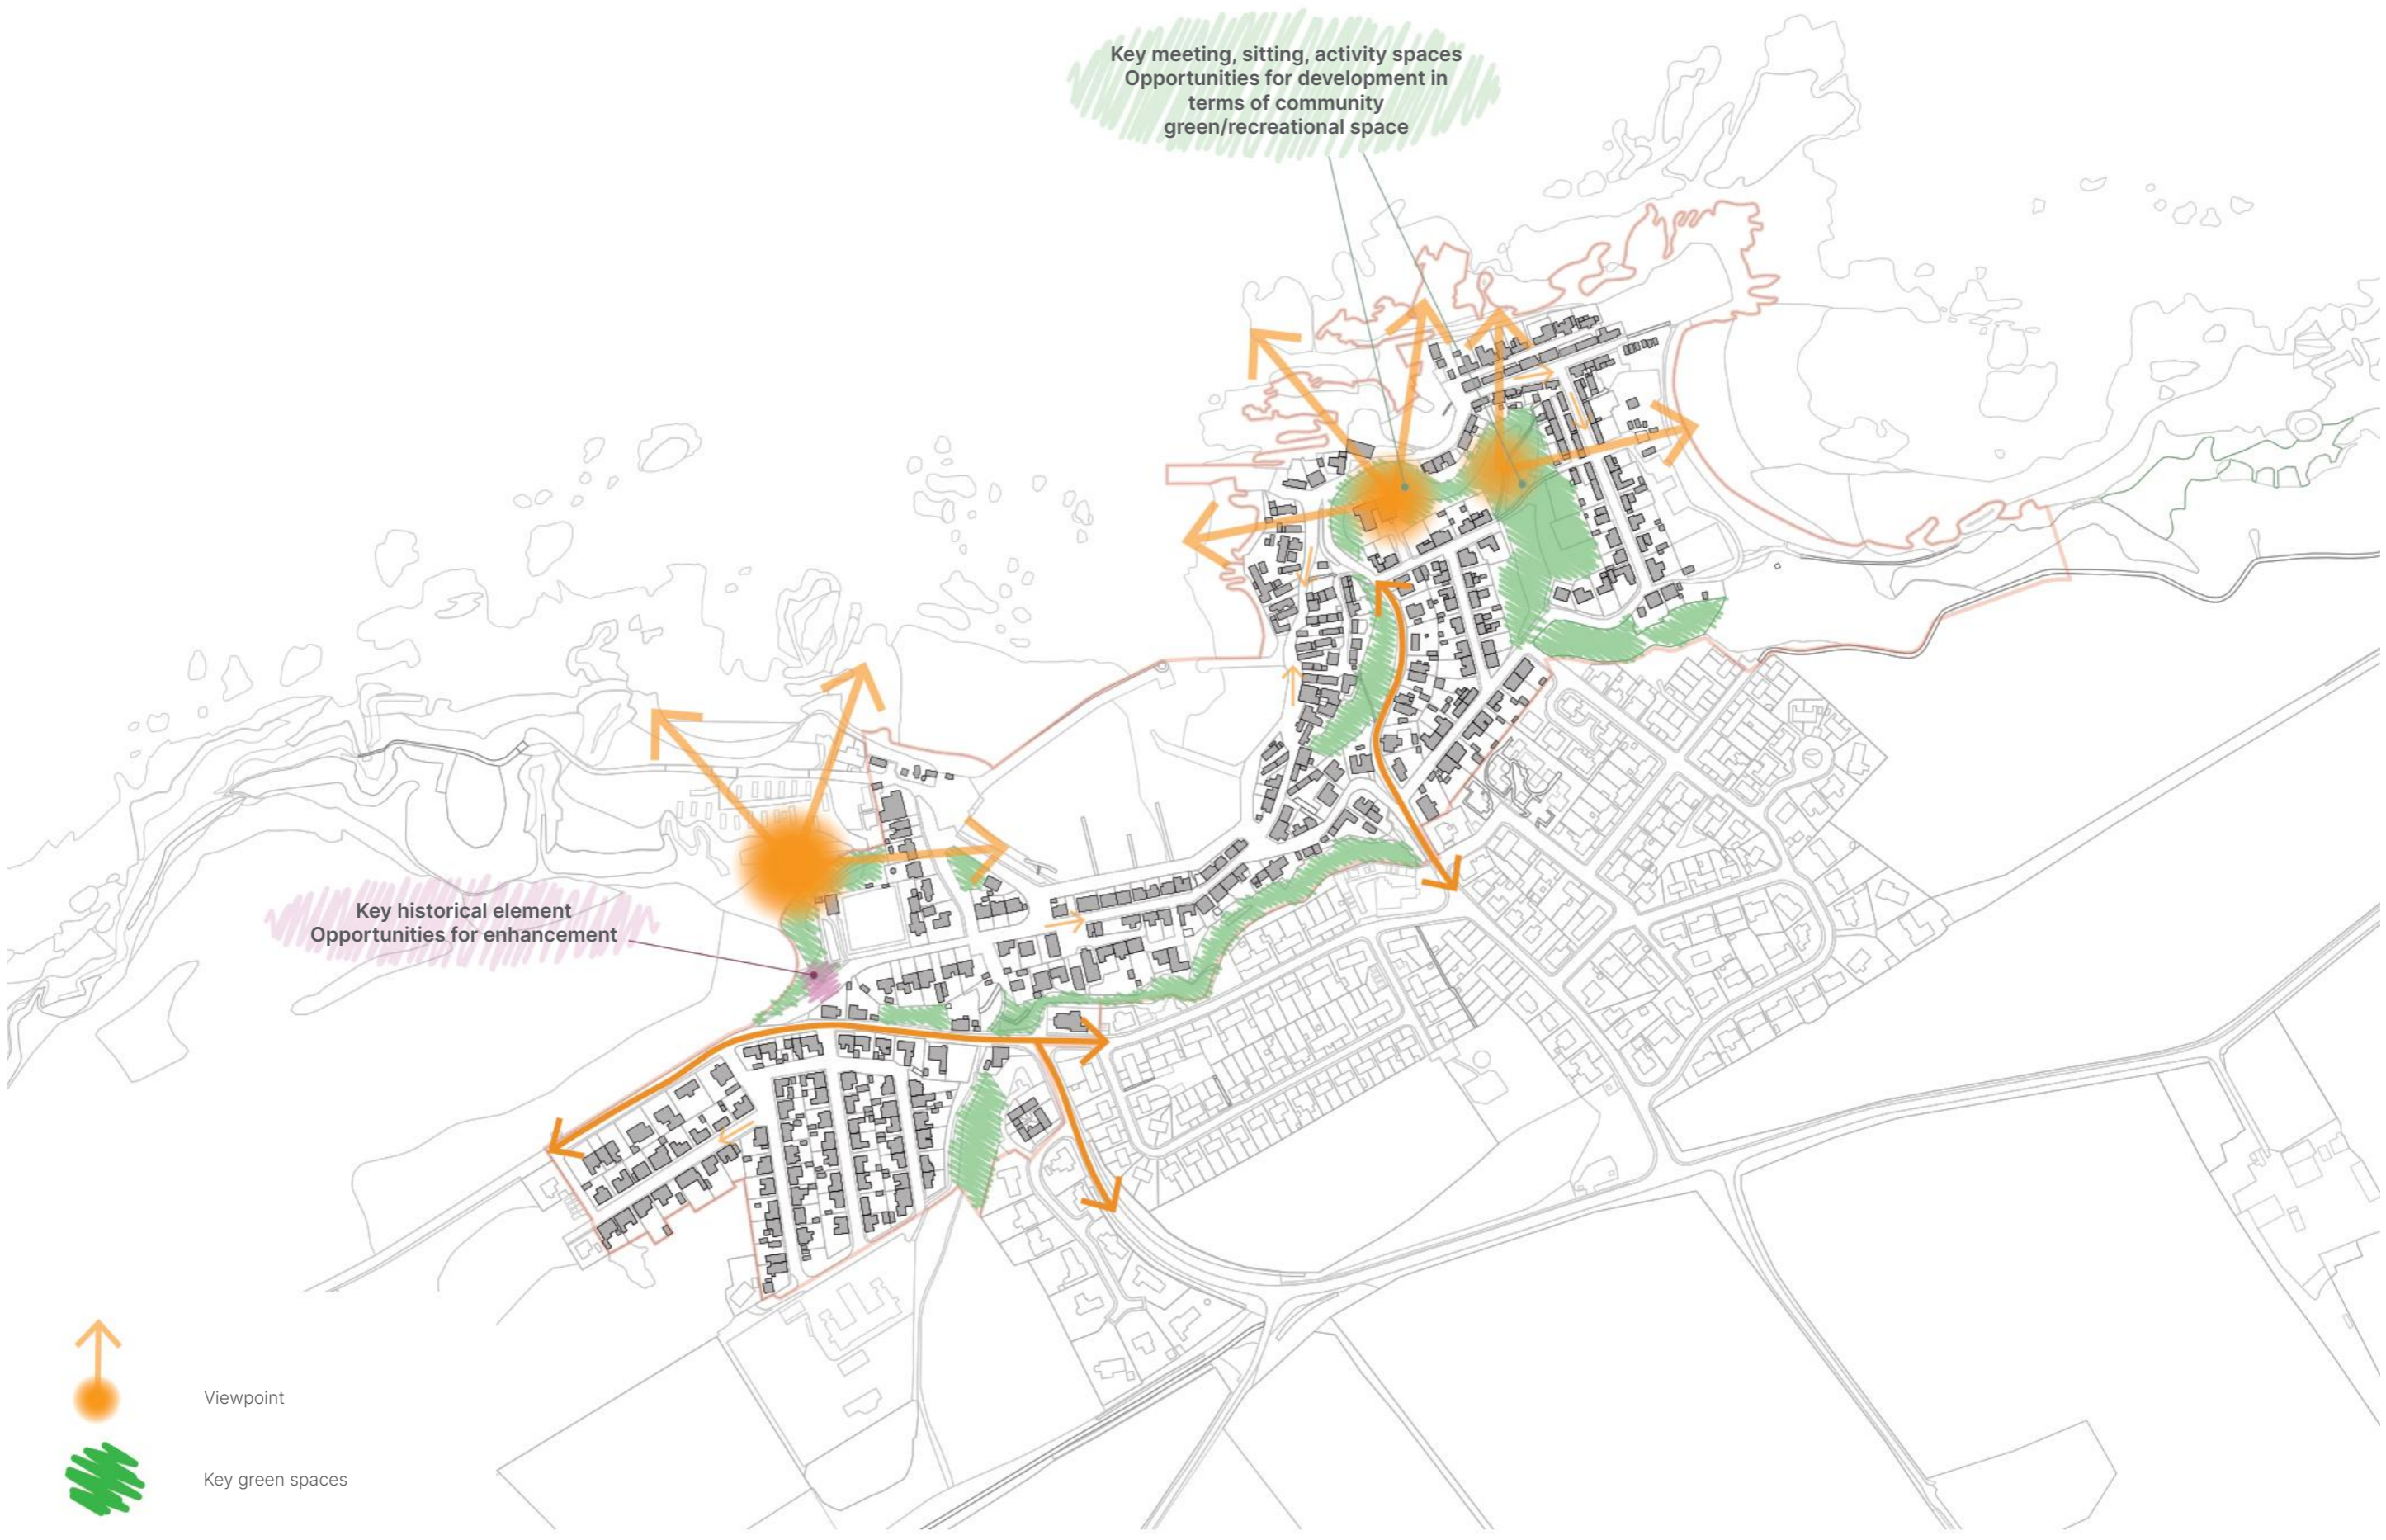 Key meeting, sitting, activity spaces
Opportunities for development in
terms of community
green/recreational space
Key historical element
Opportunities for enhancement
Viewpoint
Key green spaces